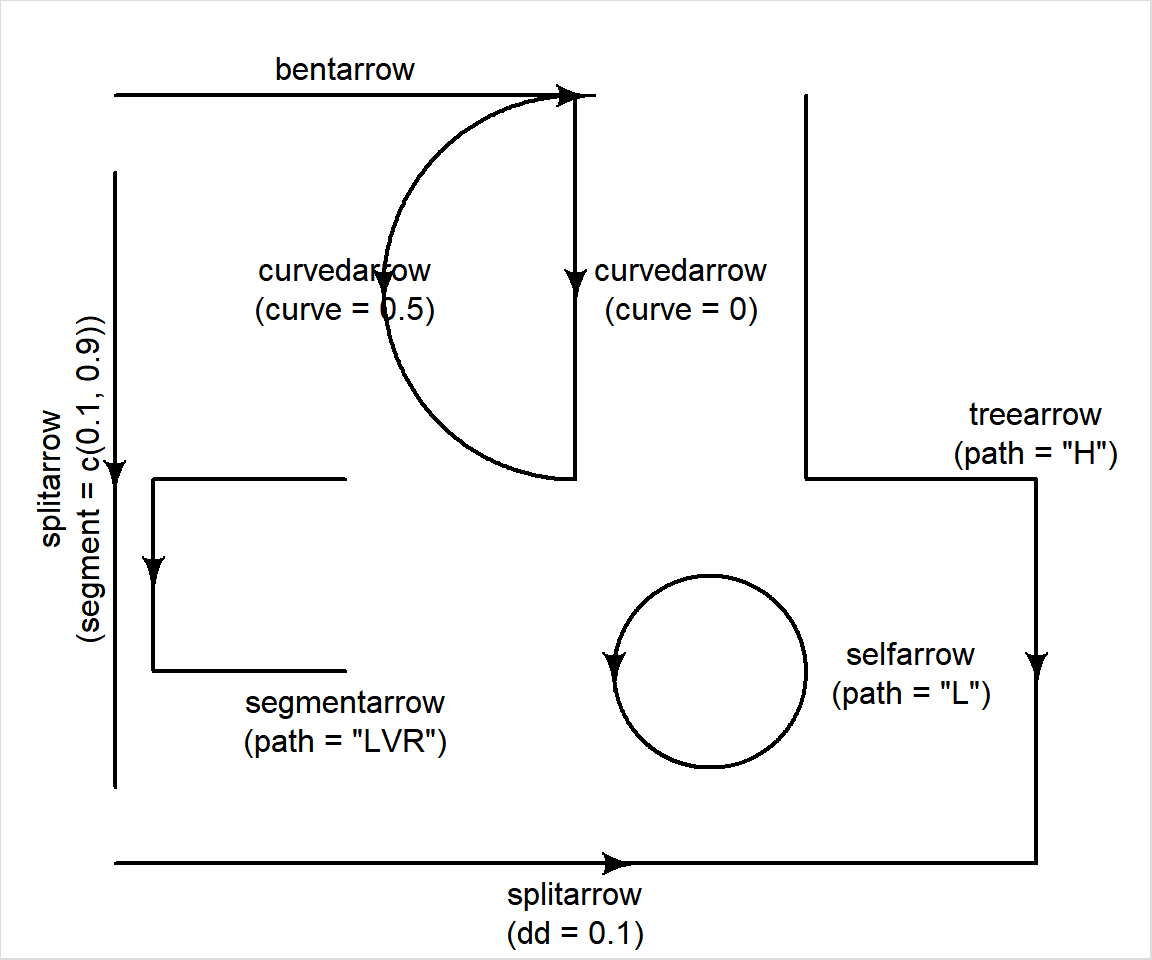 bentarrow
curvedarrow
(curve = 0.5)
curvedarrow
(curve = 0)
splitarrow
(segment = c(0.1, 0.9))
treearrow
(path = "H")
selfarrow
(path = "L")
segmentarrow
(path = "LVR")
splitarrow
(dd = 0.1)